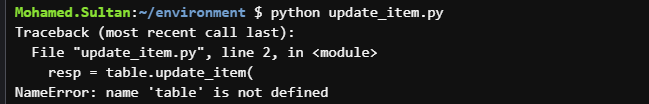 Mohamed.Sultan:~/environment $ python update_item.py
Traceback (most recent call last):
  File "update_item.py", line 2, in <module>
    resp = table.update_item(
NameError: name 'table' is not defined